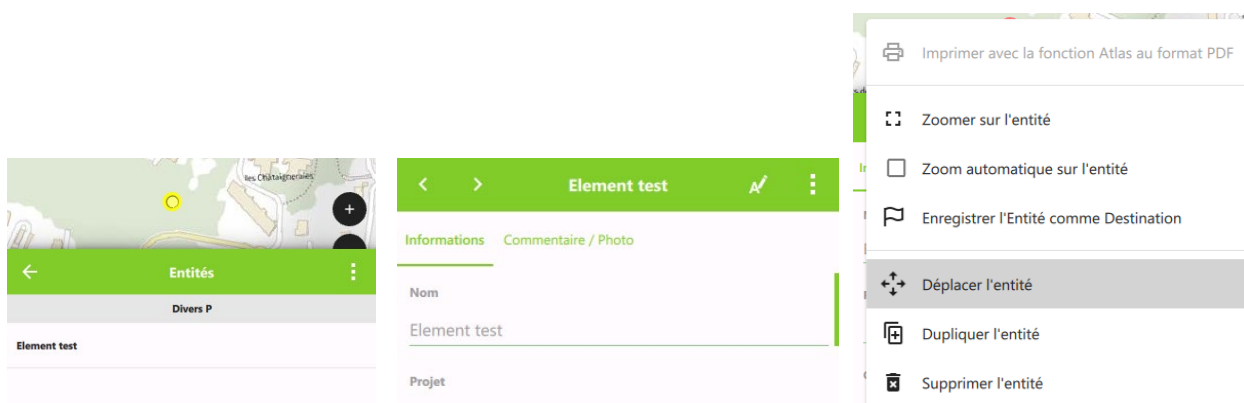 les Châtaigneraies
+
Entités
Divers P
Element test
Element test
Informations Commentaire / Photo
Nom
Element test
Projet
Imprimer avec la fonction Atlas au format PDF
Zoomer sur l'entité
Zoom automatique sur l'entité
Enregistrer l'Entité comme Destination
Déplacer l'entité
Dupliquer l'entité
Supprimer l'entité